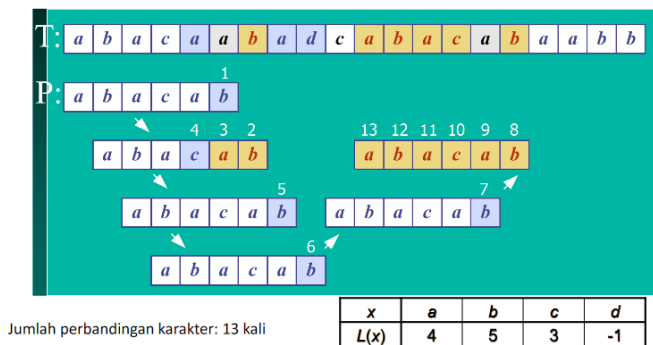 T: a b a c a a b a d c a b a c a b a a b b
1
P: a b a c a b
4 3 2 13 12 11 10 9 8
a b a c a b a b a c a b
5 7
a b a c a b a b a c a b
6
a b a c a b
Jumlah perbandingan karakter: 13 kali
x a b c d
L(x) 4 5 3 -1